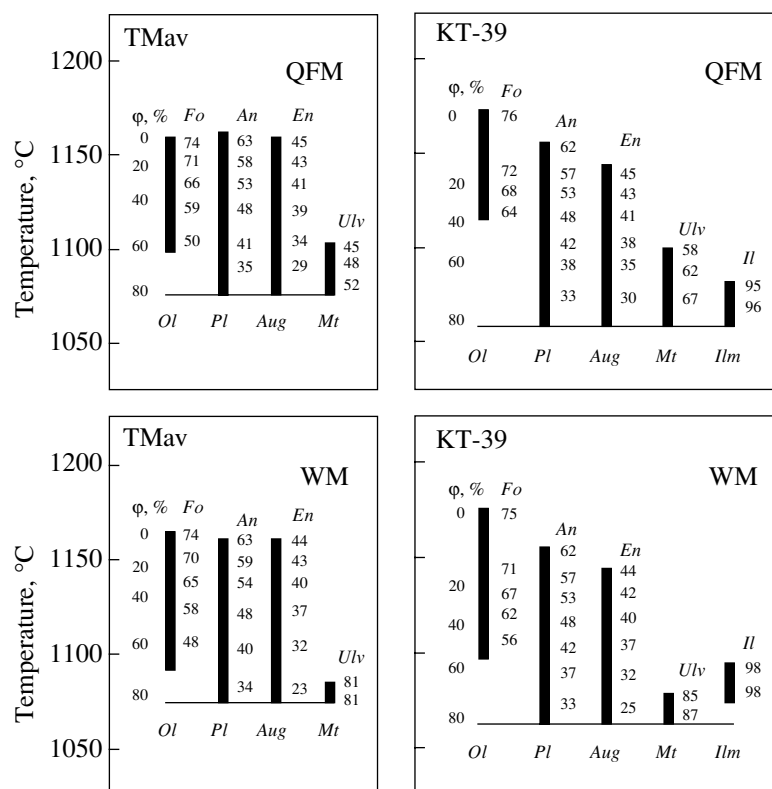 TMav
QFM
1200
1150
1100
1050
Temperature, °C
φ, % Fo An En
0 74 63 45
20 71 58 43
40 66 53 41
59 48 39
Ulv
60 50 41 34 45
35 29 48
80 52
Ol Pl Aug Mt
KT-39
QFM
φ, % Fo
0 76
An En
62
72 57 45
20 68 53 43
40 64 48 41
Ulv
60 42 38 58
Il
38 35 62
33 30 67 95
80 96
Ol Pl Aug Mt Ilm
TMav
WM
1200
1150
1100
1050
Temperature, °C
φ, % Fo An En
0 74 63 44
20 70 59 43
40 65 54 40
58 48 37
60 48 40 32
Ulv
80 34 23 81
81
Ol Pl Aug Mt
KT-39
WM
φ, % Fo
0 75
An En
62
71 57 44
20 67 53 42
40 62 48 40
60 56 42 37
Il
37 32 98
Ulv
33 25 85 98
80 87
Ol Pl Aug Mt Ilm